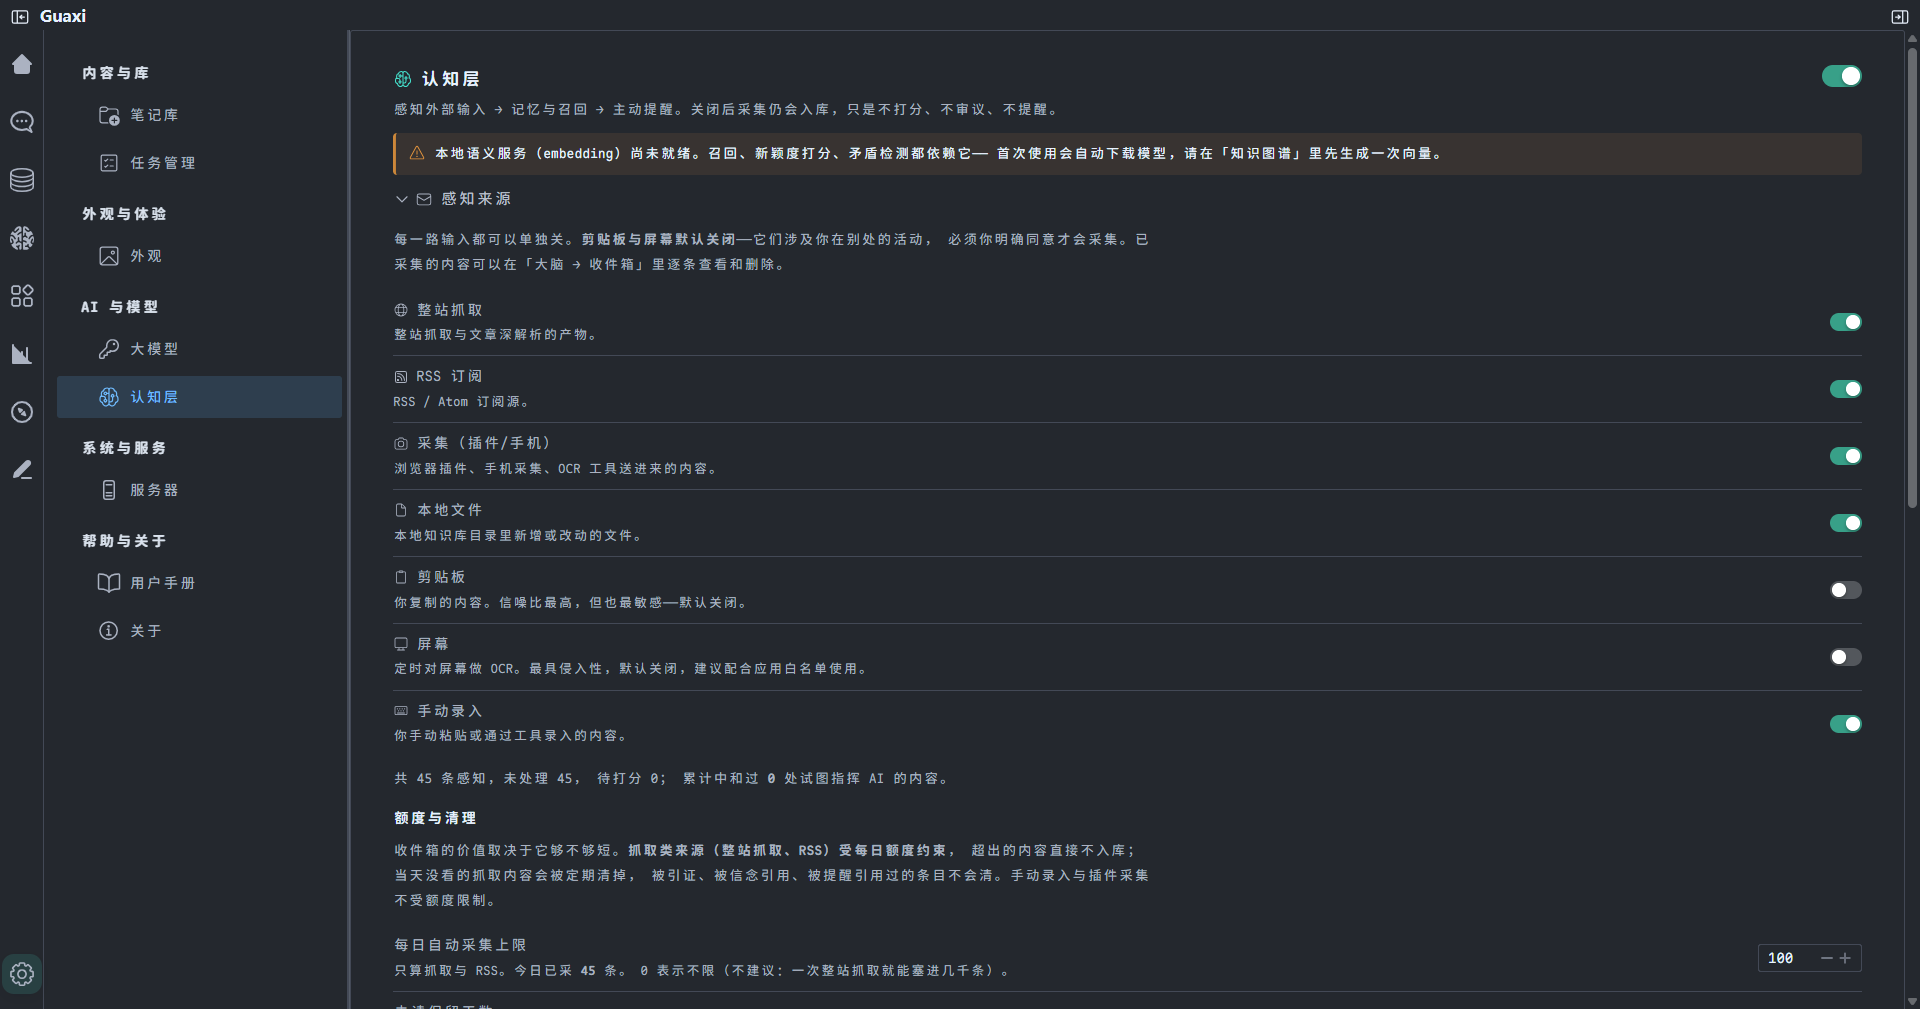 Guaxi
内容与库
笔记库
任务管理
外观与体验
外观
AI 与模型
大模型
认知层
系统与服务
服务器
帮助与关于
用户手册
关于
认知层
感知外部输入 → 记忆与召回 → 主动提醒。关闭后采集仍会入库，只是不打分、不审议、不提醒。
本地语义服务（embedding）尚未就绪。召回、新颖度打分、矛盾检测都依赖它—— 首次使用会自动下载模型，请在「知识图谱」里先生成一次向量。
感知来源
每一路输入都可以单独关。剪贴板与屏幕默认关闭——它们涉及你在别处的活动， 必须你明确同意才会采集。已
采集的内容可以在「大脑 → 收件箱」里逐条查看和删除。
整站抓取
整站抓取与文章深解析的产物。
RSS 订阅
RSS / Atom 订阅源。
采集（插件/手机）
浏览器插件、手机采集、OCR 工具送进来的内容。
本地文件
本地知识库目录里新增或改动的文件。
剪贴板
你复制的内容。信噪比最高，但也最敏感——默认关闭。
屏幕
定时对屏幕做 OCR。最具侵入性，默认关闭，建议配合应用白名单使用。
手动录入
你手动粘贴或通过工具录入的内容。
共 45 条感知，未处理 45， 待打分 0； 累计中和过 0 处试图指挥 AI 的内容。
额度与清理
收件箱的价值取决于它够不够短。抓取类来源（整站抓取、RSS）受每日额度约束， 超出的内容直接不入库；
当天没看的抓取内容会被定期清掉， 被引证、被信念引用、被提醒引用过的条目不会清。手动录入与插件采集
不受额度限制。
每日自动采集上限
只算抓取与 RSS。今日已采 45 条。 0 表示不限（不建议：一次整站抓取就能塞进几千条）。
100